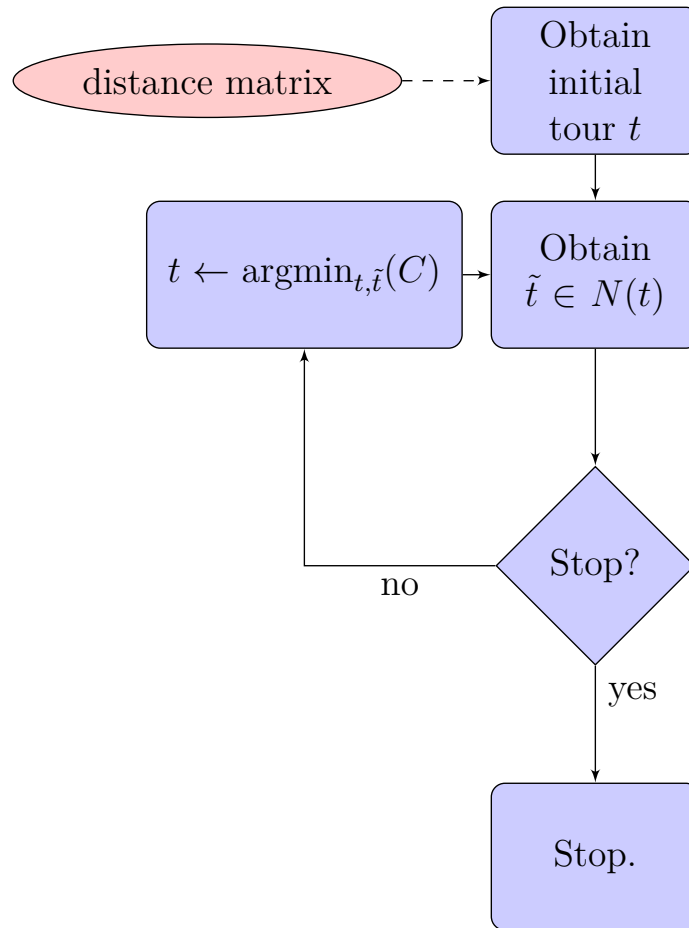 distance matrix
Obtain
initial
tour t
t ← argmin_{t,t̃}(C)
Obtain
t̃ ∈ N(t)
Stop?
no
yes
Stop.